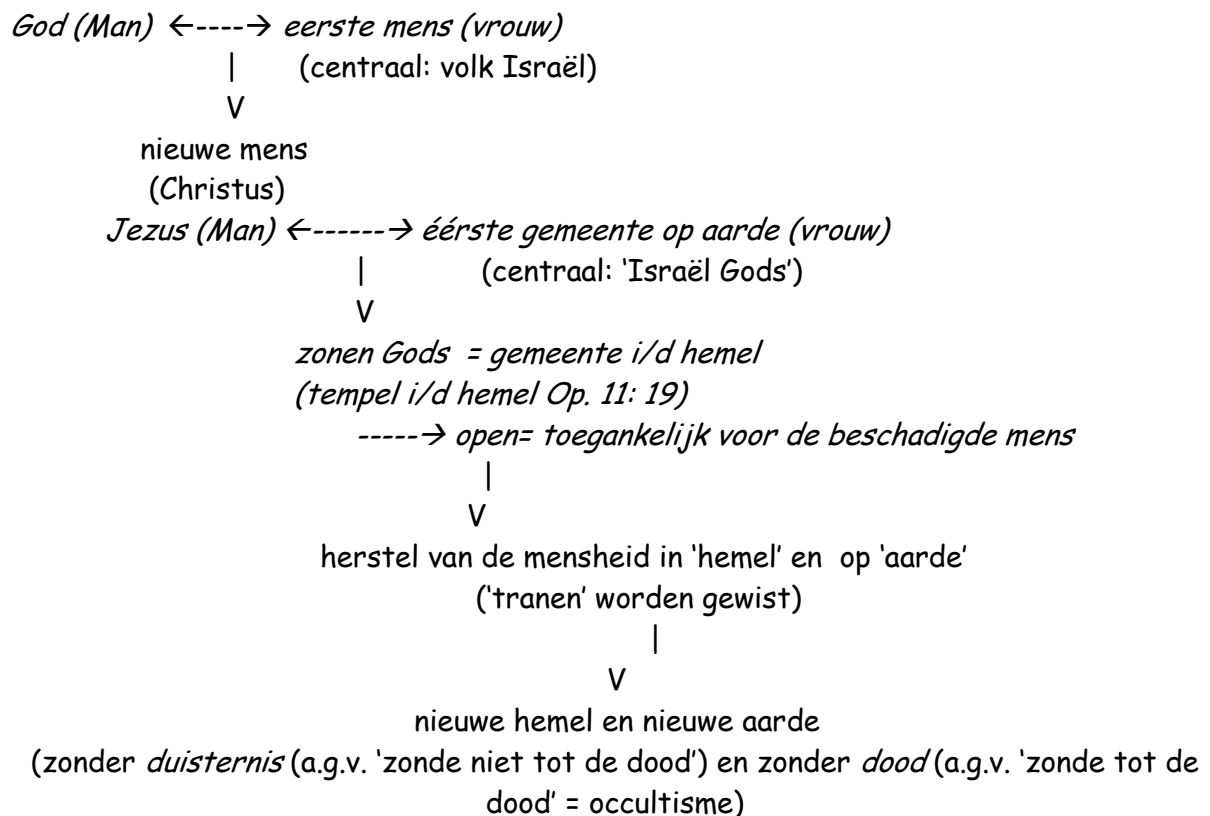 God (Man) ←----→ eerste mens (vrouw)
| (centraal: volk Israël)
V
nieuwe mens
(Christus)
Jezus (Man) ←------→ éérste gemeente op aarde (vrouw)
| (centraal: ‘Israël Gods’)
V
zonen Gods = gemeente i/d hemel
(tempel i/d hemel Op. 11: 19)
-----→ open= toegankelijk voor de beschadigde mens
|
V
herstel van de mensheid in ‘hemel’ en op ‘aarde’
(‘tranen’ worden gewist)
|
V
nieuwe hemel en nieuwe aarde
(zonder duisternis (a.g.v. ‘zonde niet tot de dood’) en zonder dood (a.g.v. ‘zonde tot de
dood’ = occultisme)